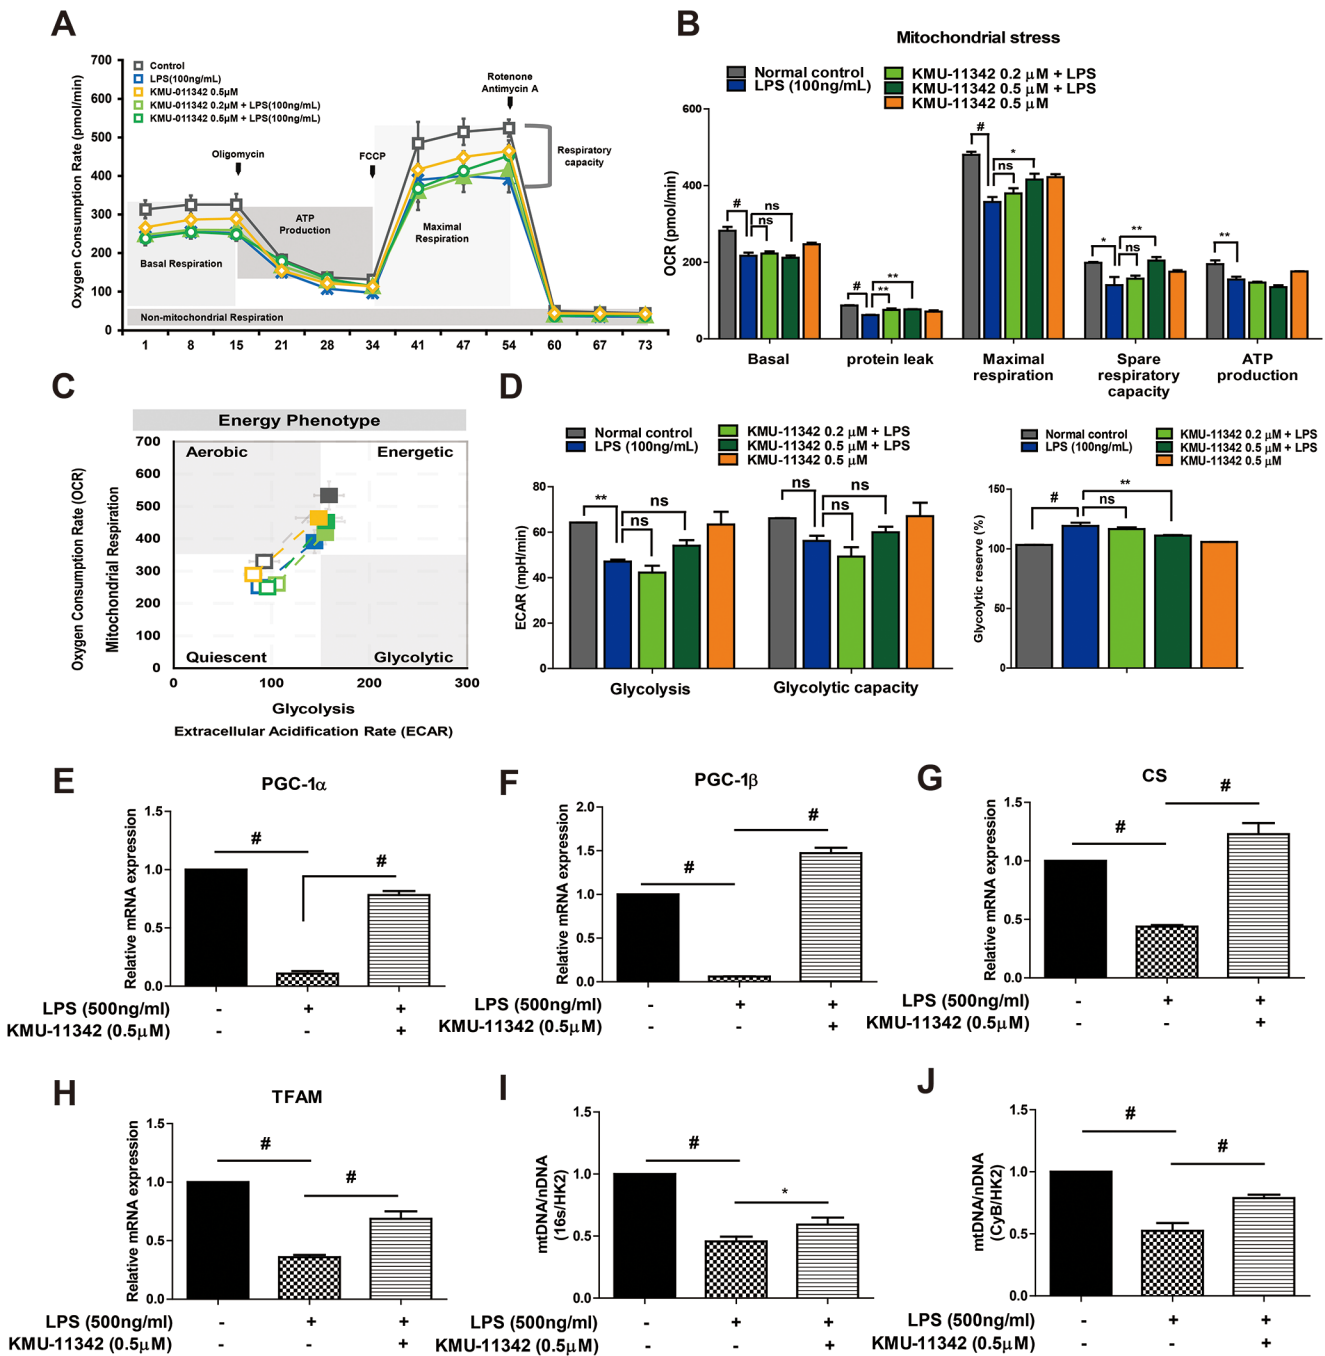 A
Oxygen Consumption Rate (pmol/min)
700
600
500
400
300
200
100
0
Control
LPS(100ng/mL)
KMU-011342 0.5µM
KMU-011342 0.2µM + LPS(100ng/mL)
KMU-011342 0.5µM + LPS(100ng/mL)
Oligomycin
FCCP
Rotenone
Antimycin A
Respiratory
capacity
ATP
Production
Maximal
Respiration
Basal Respiration
Non-mitochondrial Respiration
1 8 15 21 28 34 41 47 54 60 67 73
B
Mitochondrial stress
Normal control
LPS (100ng/mL)
KMU-11342 0.2 µM + LPS
KMU-11342 0.5 µM + LPS
KMU-11342 0.5 µM
OCR (pmol/min)
600
400
200
0
# ns ns
# ** **
# ns *
* ns **
**
Basal
protein leak
Maximal
respiration
Spare
respiratory
capacity
ATP
production
C
Energy Phenotype
Oxygen Consumption Rate (OCR)
Mitochondrial Respiration
700
600
500
400
300
200
100
0
Aerobic
Energetic
Quiescent
Glycolytic
0 100 200 300
Glycolysis
Extracellular Acidification Rate (ECAR)
D
Normal control
LPS (100ng/mL)
KMU-11342 0.2 µM + LPS
KMU-11342 0.5 µM + LPS
KMU-11342 0.5 µM
ECAR (mpH/min)
80
60
40
20
0
** ns ns
ns ns ns
Glycolysis
Glycolytic capacity
Normal control
LPS (100ng/mL)
KMU-11342 0.2 µM + LPS
KMU-11342 0.5 µM + LPS
KMU-11342 0.5 µM
Glycolytic reserve (%)
150
100
50
0
# ns **
E
PGC-1α
Relative mRNA expression
1.5
1.0
0.5
0.0
# #
LPS (500ng/ml) - + +
KMU-11342 (0.5µM) - - +
F
PGC-1β
Relative mRNA expression
2.0
1.5
1.0
0.5
0.0
# #
LPS (500ng/ml) - + +
KMU-11342 (0.5µM) - - +
G
CS
Relative mRNA expression
1.5
1.0
0.5
0.0
# #
LPS (500ng/ml) - + +
KMU-11342 (0.5µM) - - +
H
TFAM
Relative mRNA expression
1.5
1.0
0.5
0.0
# #
LPS (500ng/ml) - + +
KMU-11342 (0.5µM) - - +
I
mtDNA/nDNA
(16s/HK2)
1.5
1.0
0.5
0.0
# *
LPS (500ng/ml) - + +
KMU-11342 (0.5µM) - - +
J
mtDNA/nDNA
(CyB/HK2)
1.5
1.0
0.5
0.0
# #
LPS (500ng/ml) - + +
KMU-11342 (0.5µM) - - +